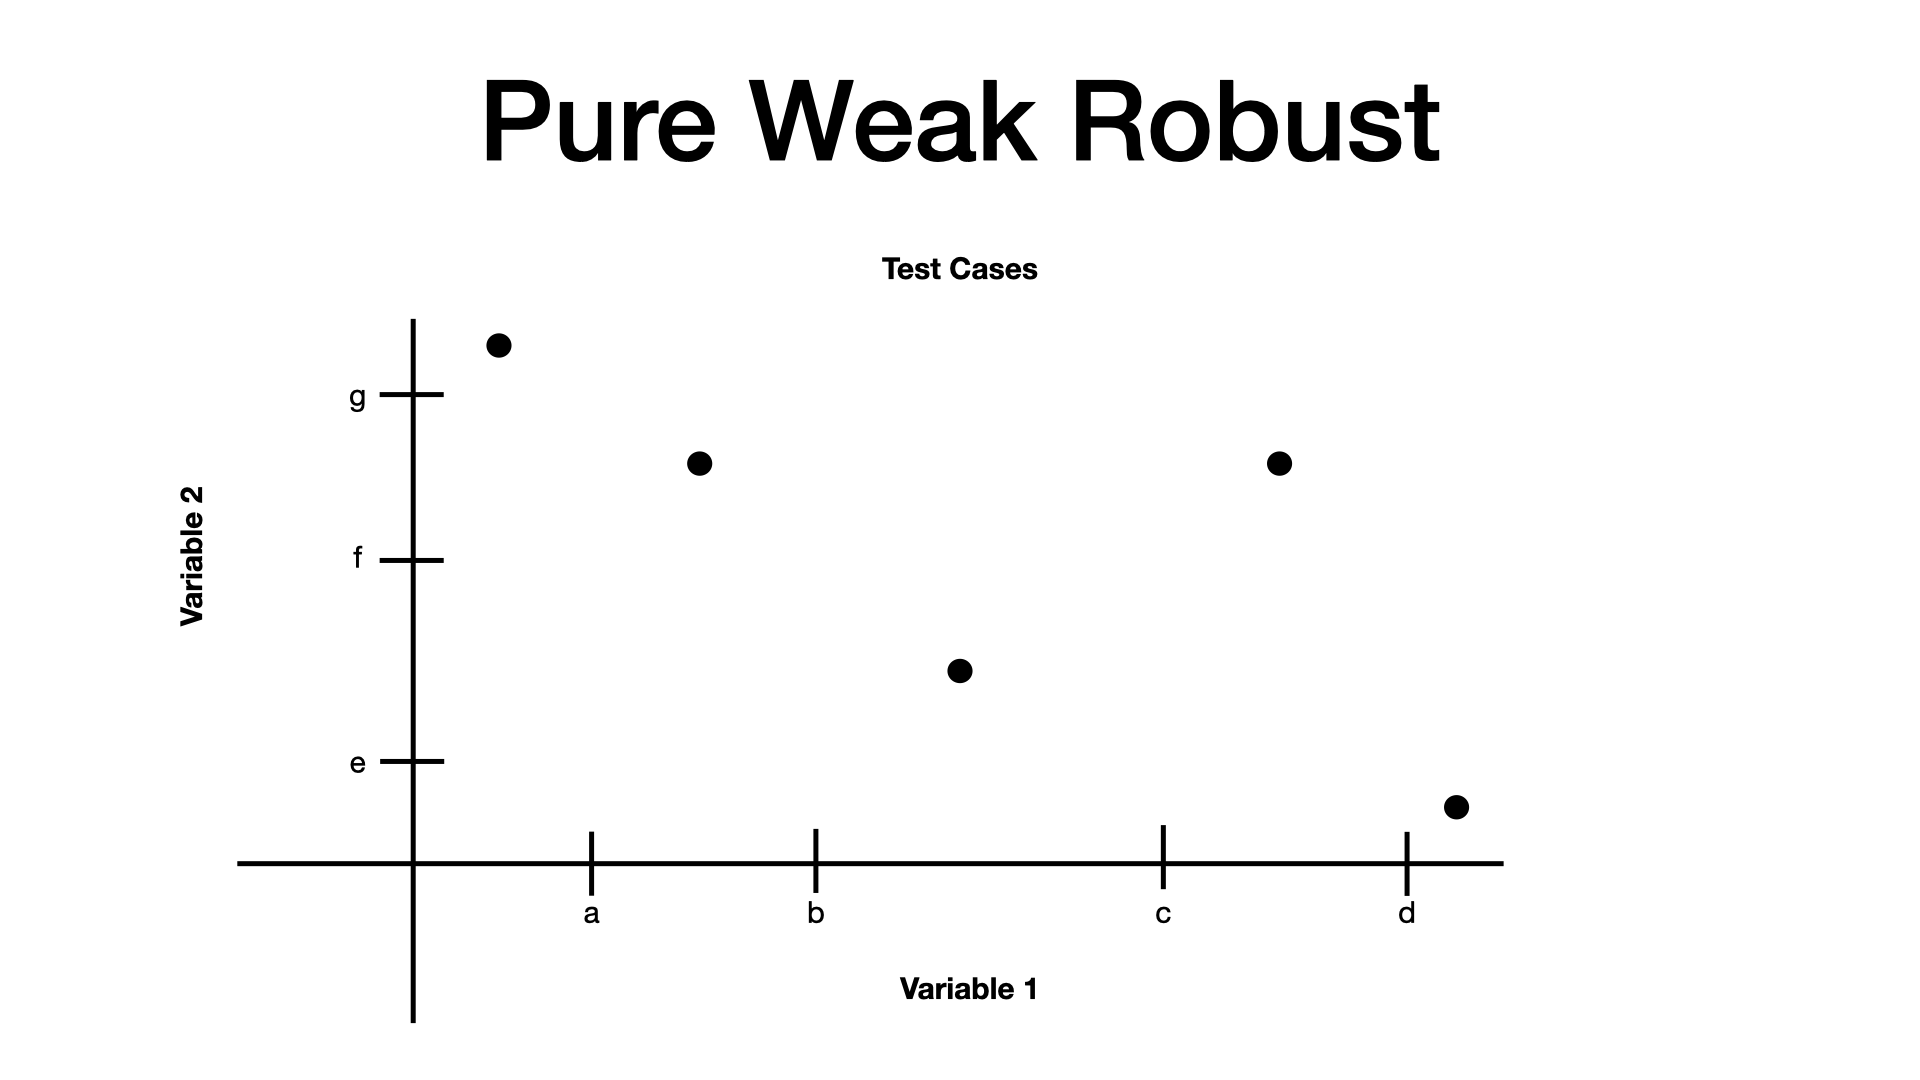 Pure Weak Robust
Test Cases
g
f
e
Variable 2
a
b
c
d
Variable 1